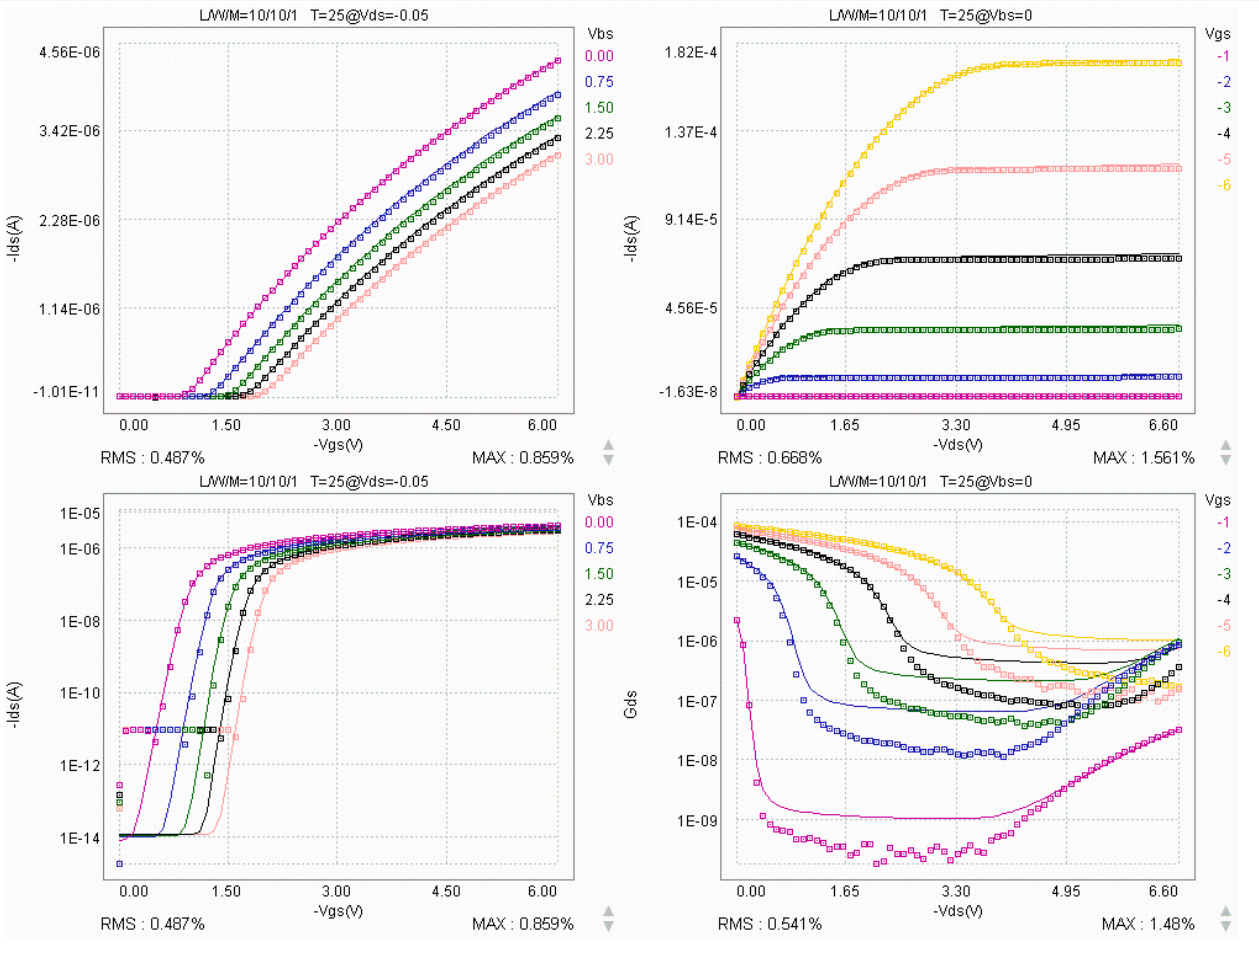 L/W/M=10/10/1 T=25@Vds=-0.05
Vbs
0.00
0.75
1.50
2.25
3.00
4.56E-06
3.42E-06
2.28E-06
1.14E-06
-1.01E-11
-Ids(A)
0.00 1.50 3.00 4.50 6.00
-Vgs(V)
RMS : 0.487% MAX : 0.859%
L/W/M=10/10/1 T=25@Vbs=0
Vgs
-1
-2
-3
-4
-5
-6
1.82E-4
1.37E-4
9.14E-5
4.56E-5
-1.63E-8
-Ids(A)
0.00 1.65 3.30 4.95 6.60
-Vds(V)
RMS : 0.668% MAX : 1.561%
L/W/M=10/10/1 T=25@Vds=-0.05
Vbs
0.00
0.75
1.50
2.25
3.00
1E-05
1E-06
1E-08
1E-10
1E-12
1E-14
-Ids(A)
0.00 1.50 3.00 4.50 6.00
-Vgs(V)
RMS : 0.487% MAX : 0.859%
L/W/M=10/10/1 T=25@Vbs=0
Vgs
-1
-2
-3
-4
-5
-6
1E-04
1E-05
1E-06
1E-07
1E-08
1E-09
Gds
0.00 1.65 3.30 4.95 6.60
-Vds(V)
RMS : 0.541% MAX : 1.48%